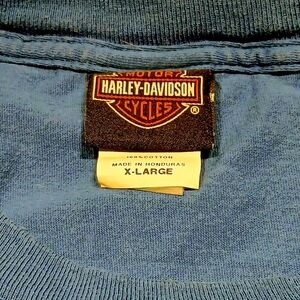 MOTOR
HARLEY-DAVIDSON
CYCLES
®
100% COTTON
MADE IN HONDURAS
X-LARGE